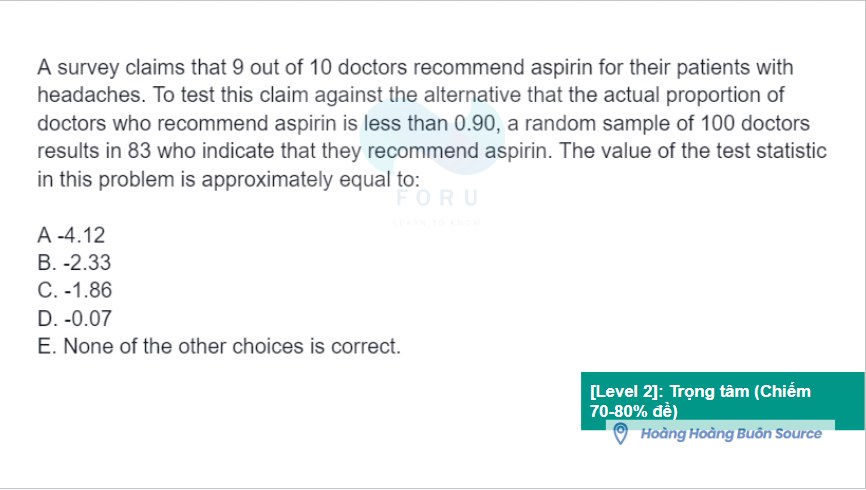 A survey claims that 9 out of 10 doctors recommend aspirin for their patients with
headaches. To test this claim against the alternative that the actual proportion of
doctors who recommend aspirin is less than 0.90, a random sample of 100 doctors
results in 83 who indicate that they recommend aspirin. The value of the test statistic
in this problem is approximately equal to:
FORU
A -4.12
B. -2.33
C. -1.86
D. -0.07
E. None of the other choices is correct.
[Level 2]: Trọng tâm (Chiếm
70-80% đề)
Hoàng Hoàng Buôn Source